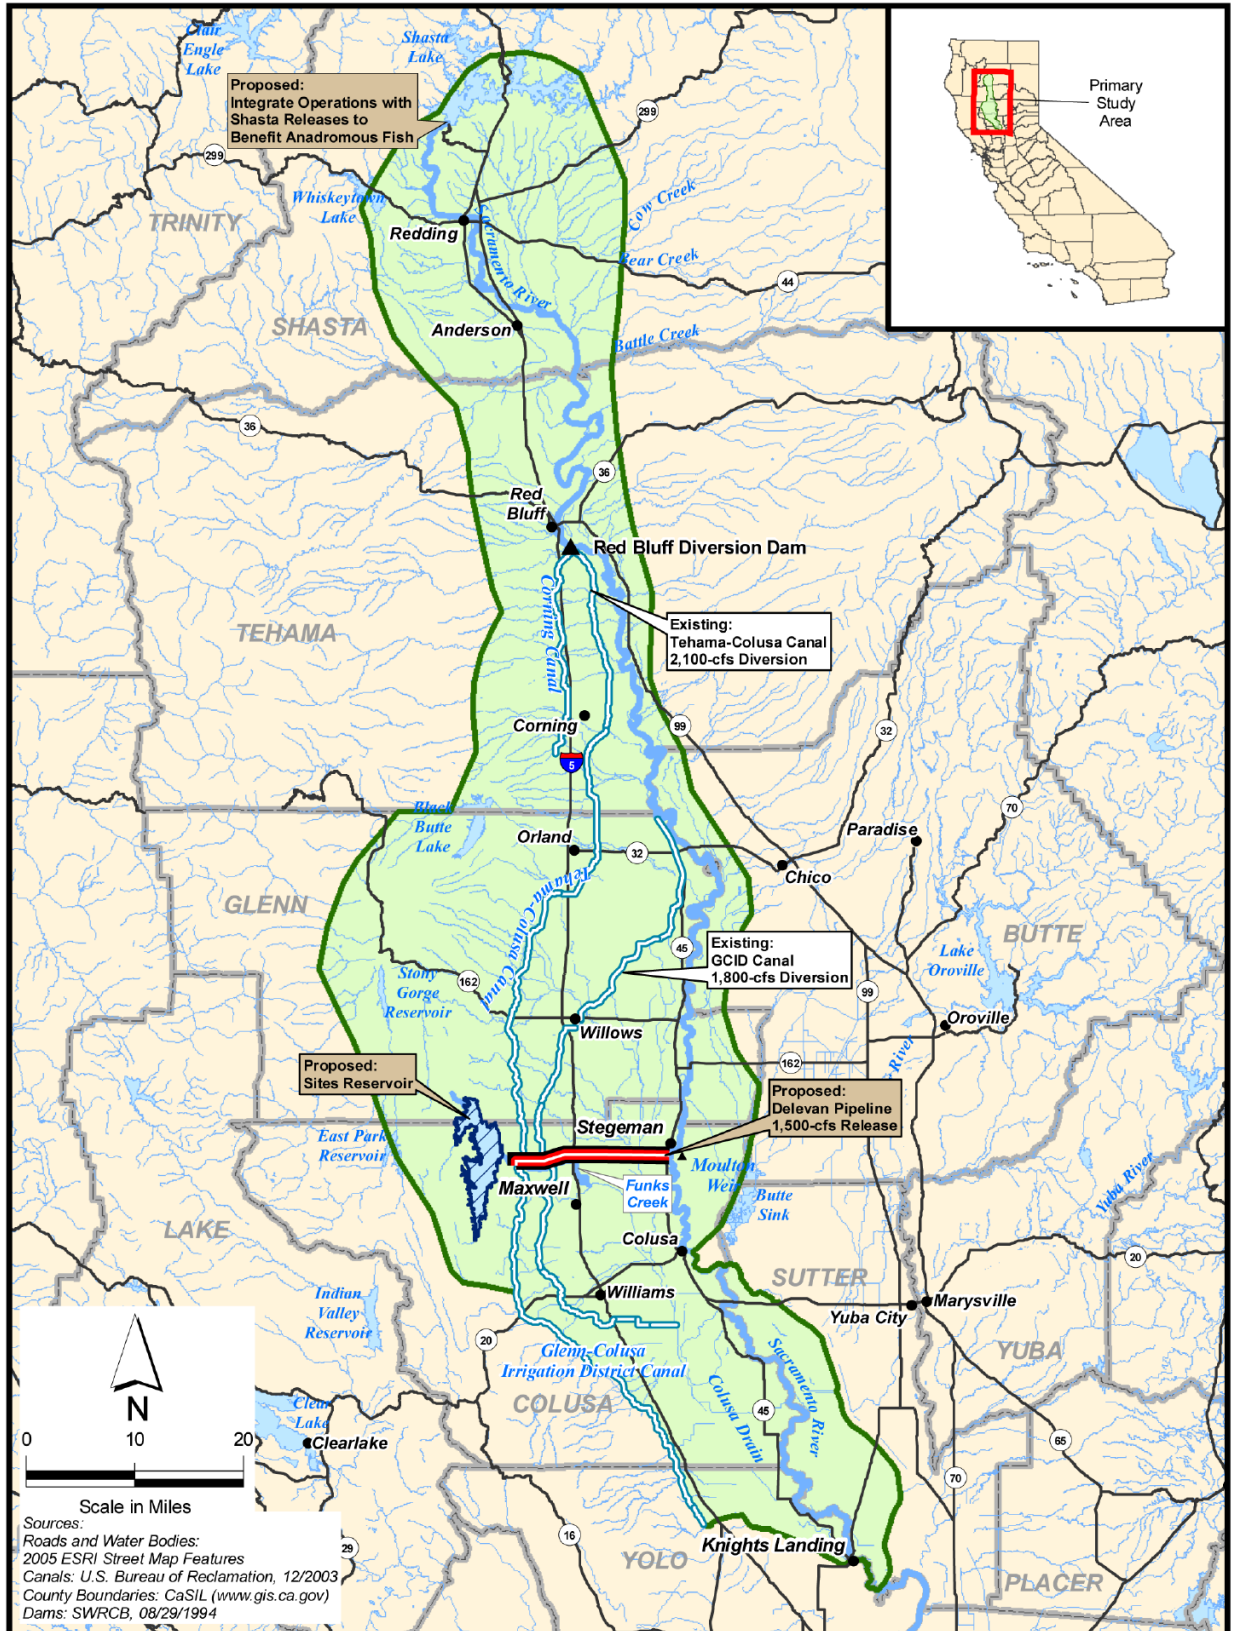 Clair
Engle
Lake
Shasta
Lake
Proposed:
Integrate Operations with
Shasta Releases to
Benefit Anadromous Fish
Primary
Study
Area
299
299
Whiskeytown
Lake
TRINITY
Cow Creek
Redding
Sacramento River
Bear Creek
44
SHASTA
Anderson
Battle Creek
36
36
Red
Bluff
Red Bluff Diversion Dam
Corning Canal
Existing:
Tehama-Colusa Canal
2,100-cfs Diversion
TEHAMA
Corning
99
32
5
Black
Butte
Lake
Orland
32
Paradise
70
Chico
Tehama-Colusa Canal
GLENN
BUTTE
Existing:
GCID Canal
1,800-cfs Diversion
45
Lake
Oroville
Stony
Gorge
Reservoir
162
99
Oroville
Willows
River
162
Proposed:
Sites Reservoir
Proposed:
Delevan Pipeline
1,500-cfs Release
Stegeman
East Park
Reservoir
Moulton
Weir
Maxwell
Funks
Creek
Butte
Sink
Yuba River
LAKE
Colusa
20
SUTTER
Indian
Valley
Reservoir
Williams
Marysville
Yuba City
20
Glenn-Colusa
Irrigation District Canal
Sacramento River
YUBA
COLUSA
Colusa Drain
45
N
Clear
Lake
Clearlake
65
0 10 20
Scale in Miles
70
Sources:
Roads and Water Bodies:
2005 ESRI Street Map Features
Canals: U.S. Bureau of Reclamation, 12/2003
County Boundaries: CaSIL (www.gis.ca.gov)
Dams: SWRCB, 08/29/1994
29
16
Knights Landing
YOLO
PLACER